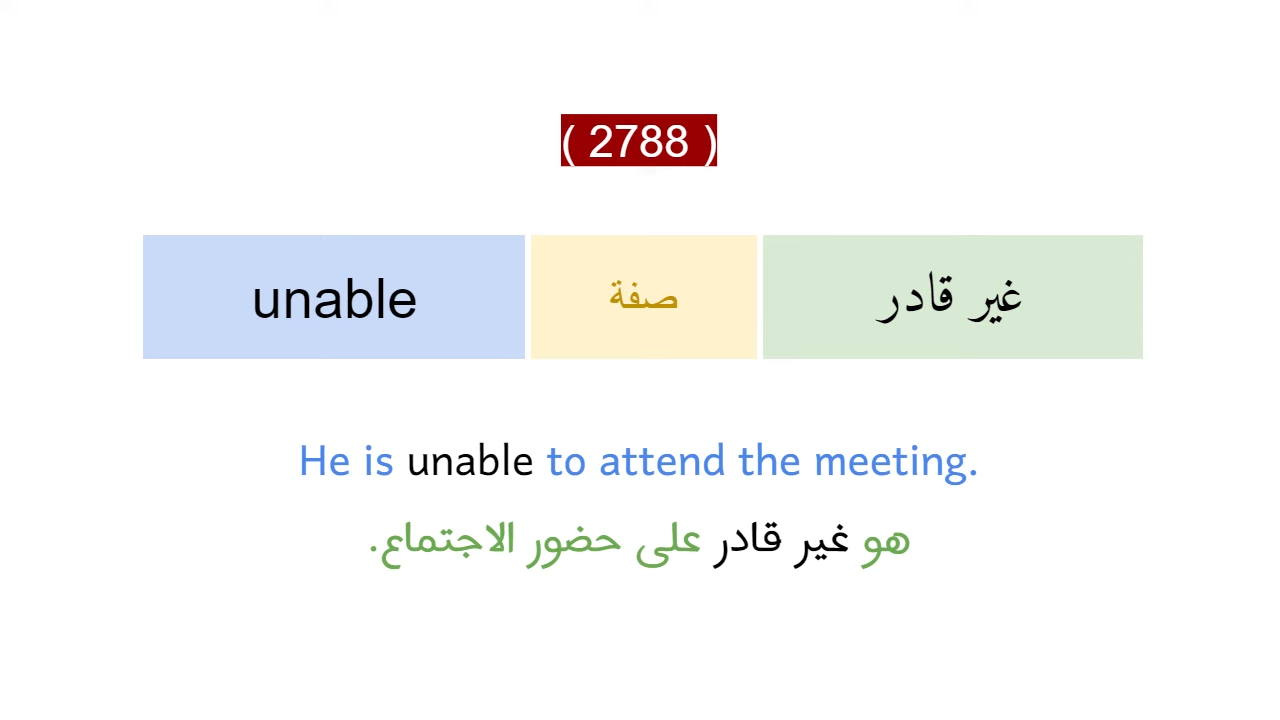 ( 2788 )
unable صفة غير قادر
He is unable to attend the meeting.
هو غير قادر على حضور الاجتماع.